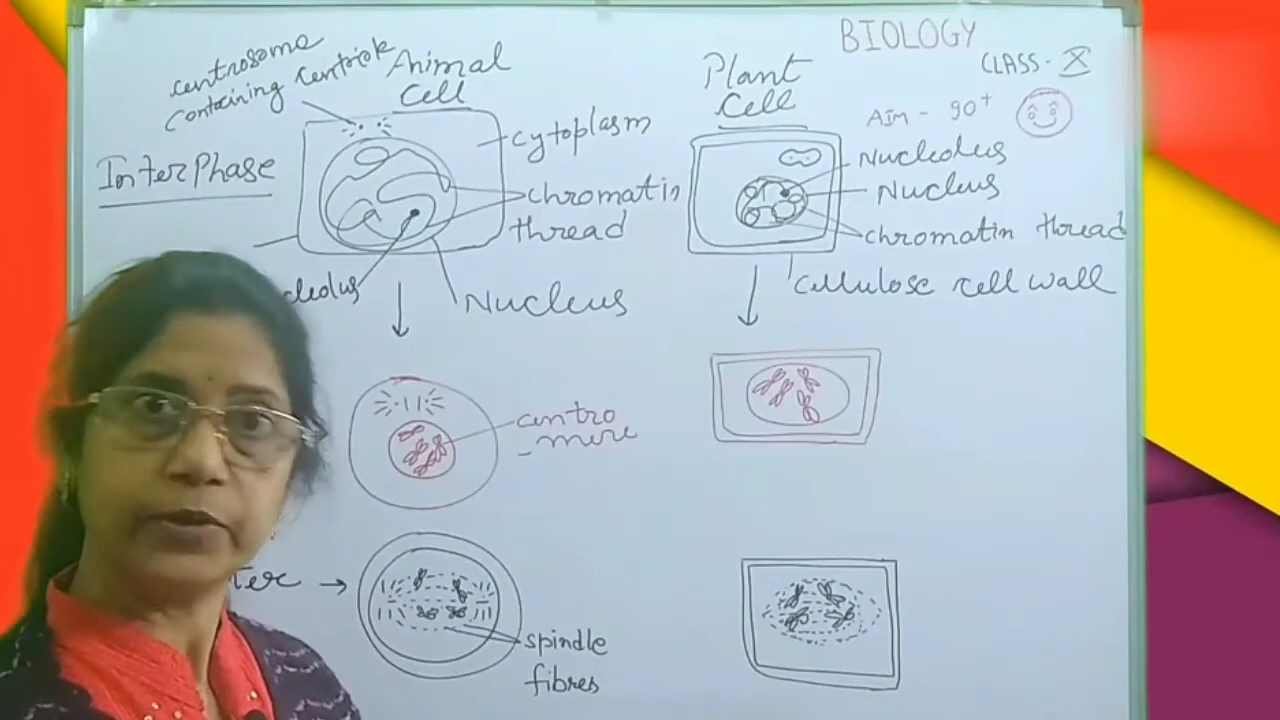 BIOLOGY
CLASS - X
AIM - 90+
centrosome
containing centriole
Animal
Cell
Plant
Cell
InterPhase
cytoplasm
chromatin
thread
Nucleus
Nucleolus
Nucleus
chromatin thread
cellulose cell wall
centro
mere
spindle
fibres